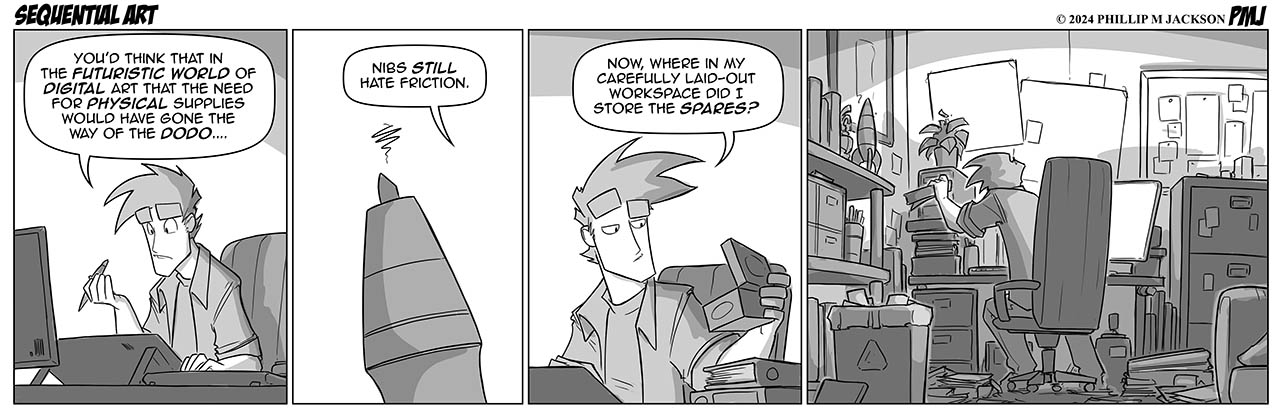 SEQUENTIAL ART
© 2024 PHILLIP M JACKSON PMJ
YOU'D THINK THAT IN
THE FUTURISTIC WORLD OF
DIGITAL ART THAT THE NEED
FOR PHYSICAL SUPPLIES
WOULD HAVE GONE THE
WAY OF THE DODO....
NIBS STILL
HATE FRICTION.
NOW, WHERE IN MY
CAREFULLY LAID-OUT
WORKSPACE DID I
STORE THE SPARES?